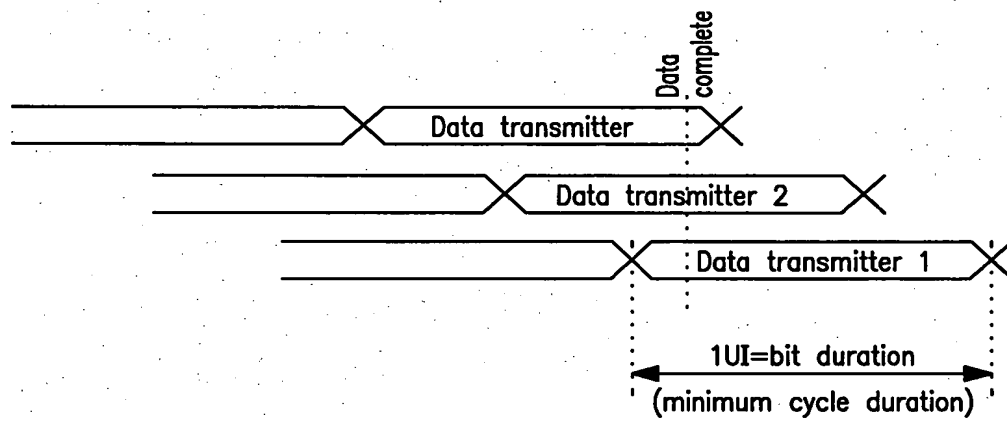 Data
complete
Data transmitter
Data transmitter 2
Data transmitter 1
1UI=bit duration
(minimum cycle duration)